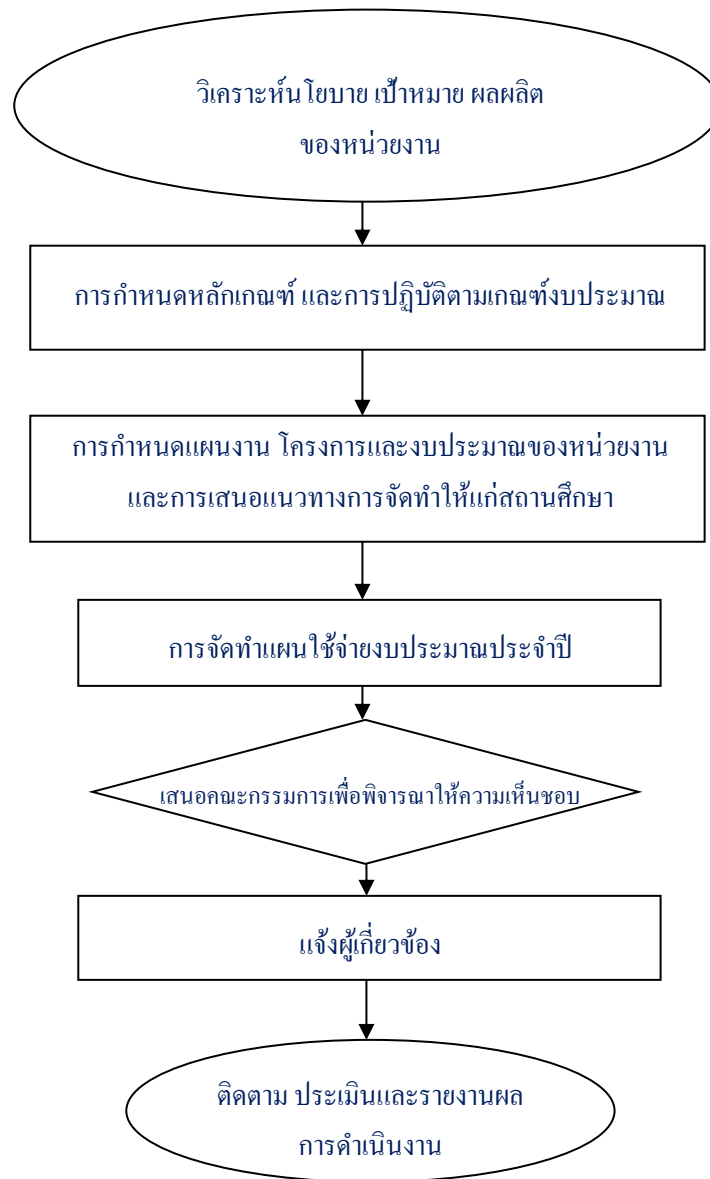 วิเคราะห์นโยบาย เป้าหมาย ผลผลิต
ของหน่วยงาน
การกำหนดหลักเกณฑ์ และการปฏิบัติตามเกณฑ์งบประมาณ
การกำหนดแผนงาน โครงการและงบประมาณของหน่วยงาน
และการเสนอแนวทางการจัดทำให้แก่สถานศึกษา
การจัดทำแผนใช้จ่ายงบประมาณประจำปี
เสนอคณะกรรมการเพื่อพิจารณาให้ความเห็นชอบ
แจ้งผู้เกี่ยวข้อง
ติดตาม ประเมินและรายงานผล
การดำเนินงาน